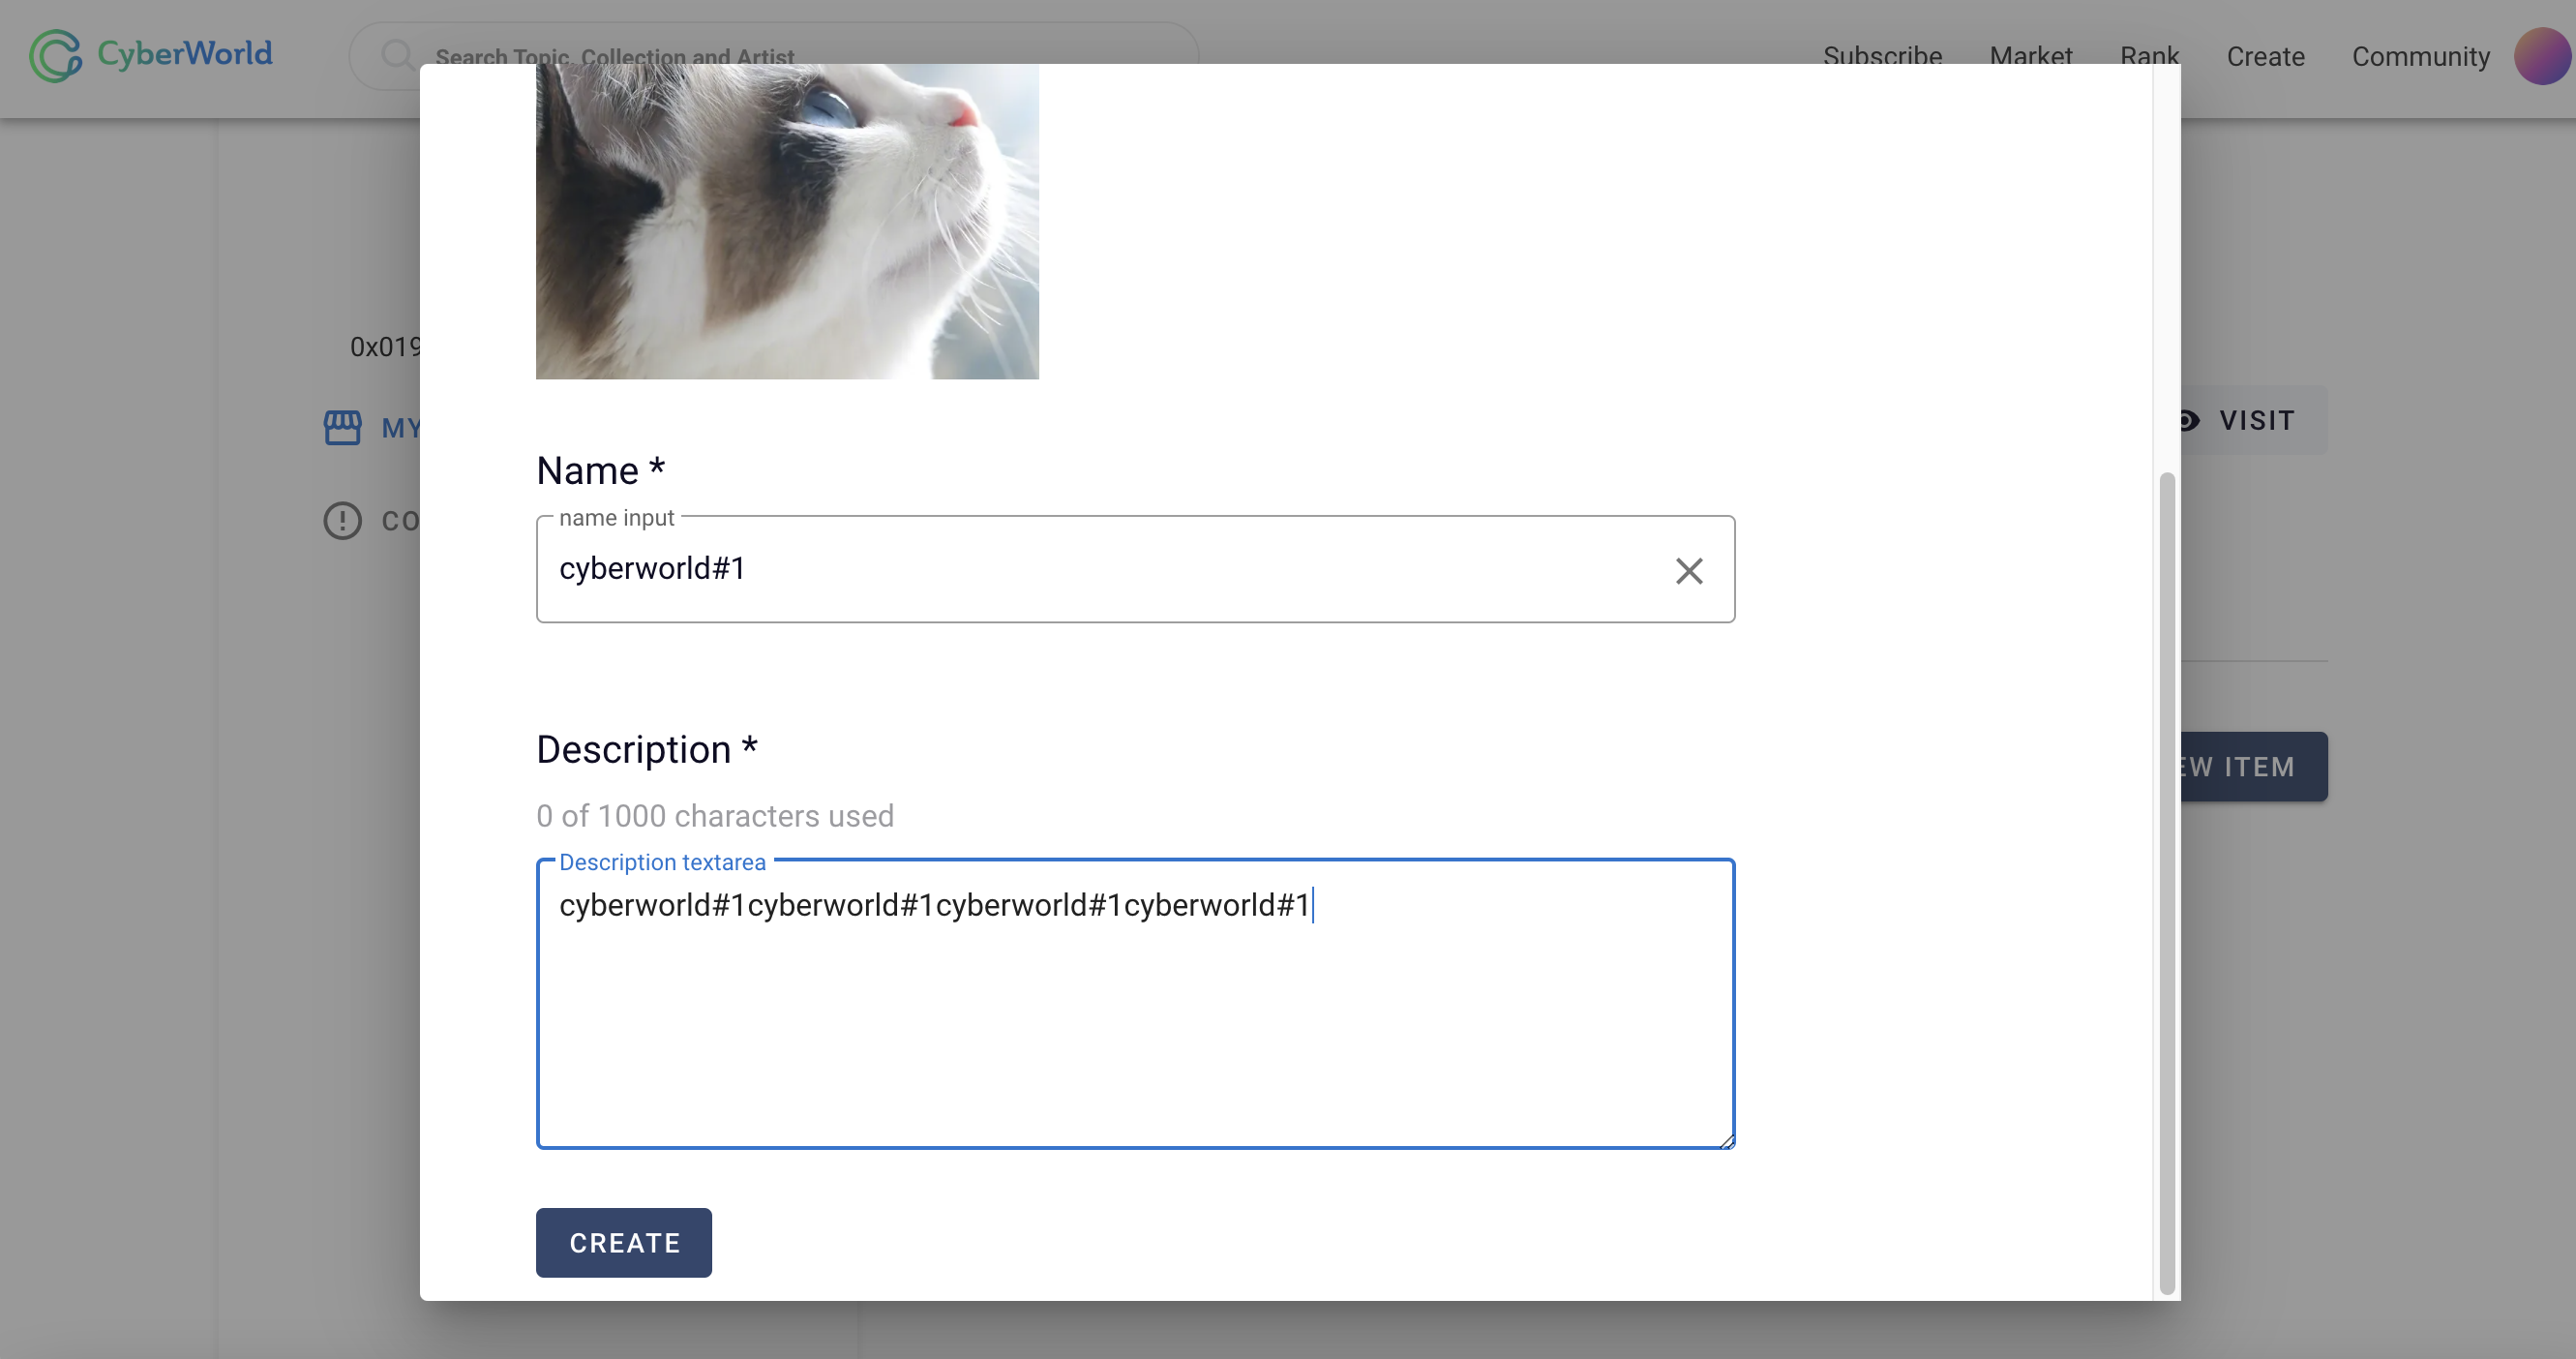 CyberWorld
Search Topic, Collection and Artist
Subscribe Market Rank Create Community
0x019
MY
CO
VISIT
EW ITEM
Name *
name input
cyberworld#1
Description *
0 of 1000 characters used
Description textarea
cyberworld#1cyberworld#1cyberworld#1cyberworld#1
CREATE